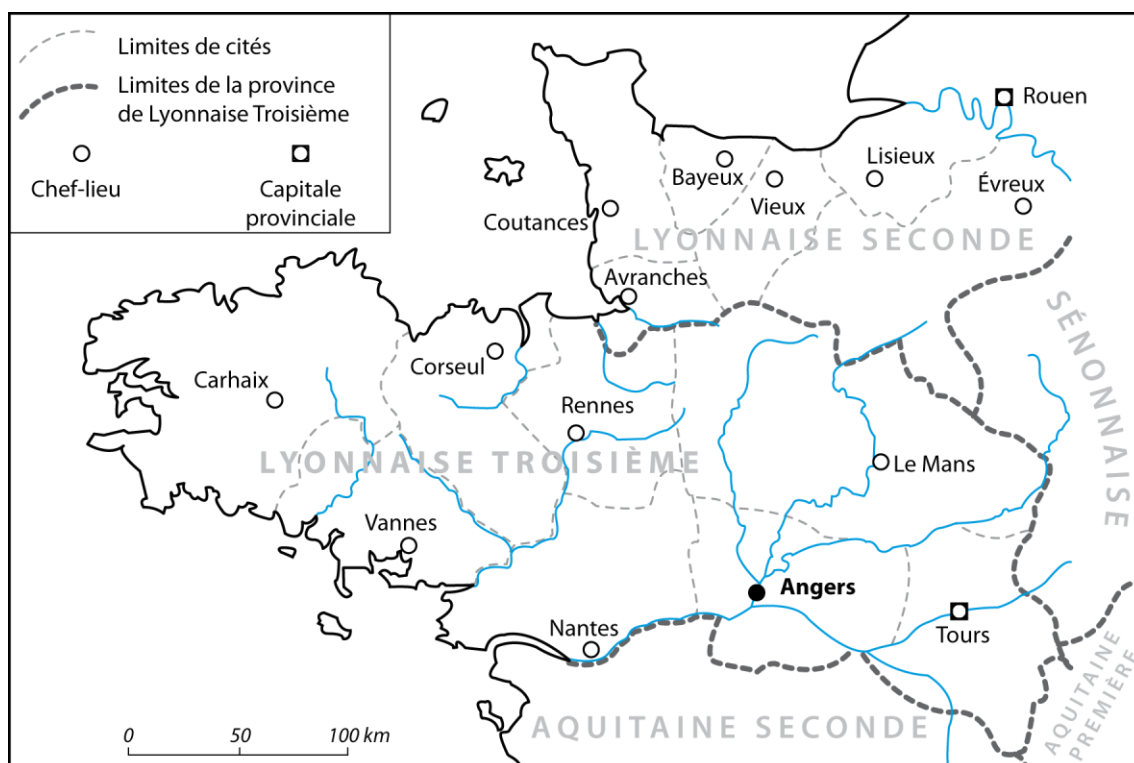 Limites de cités
Limites de la province
de Lyonnaise Troisième
Chef-lieu
Capitale
provinciale
Rouen
Bayeux
Vieux
Lisieux
Évreux
Coutances
LYONNAISE SECONDE
Avranches
SÉNONNAISE
Corseul
Carhaix
Rennes
LYONNAISE TROISIÈME
Le Mans
Vannes
Angers
Nantes
Tours
AQUITAINE SECONDE
AQUITAINE
PREMIÈRE
0 50 100 km